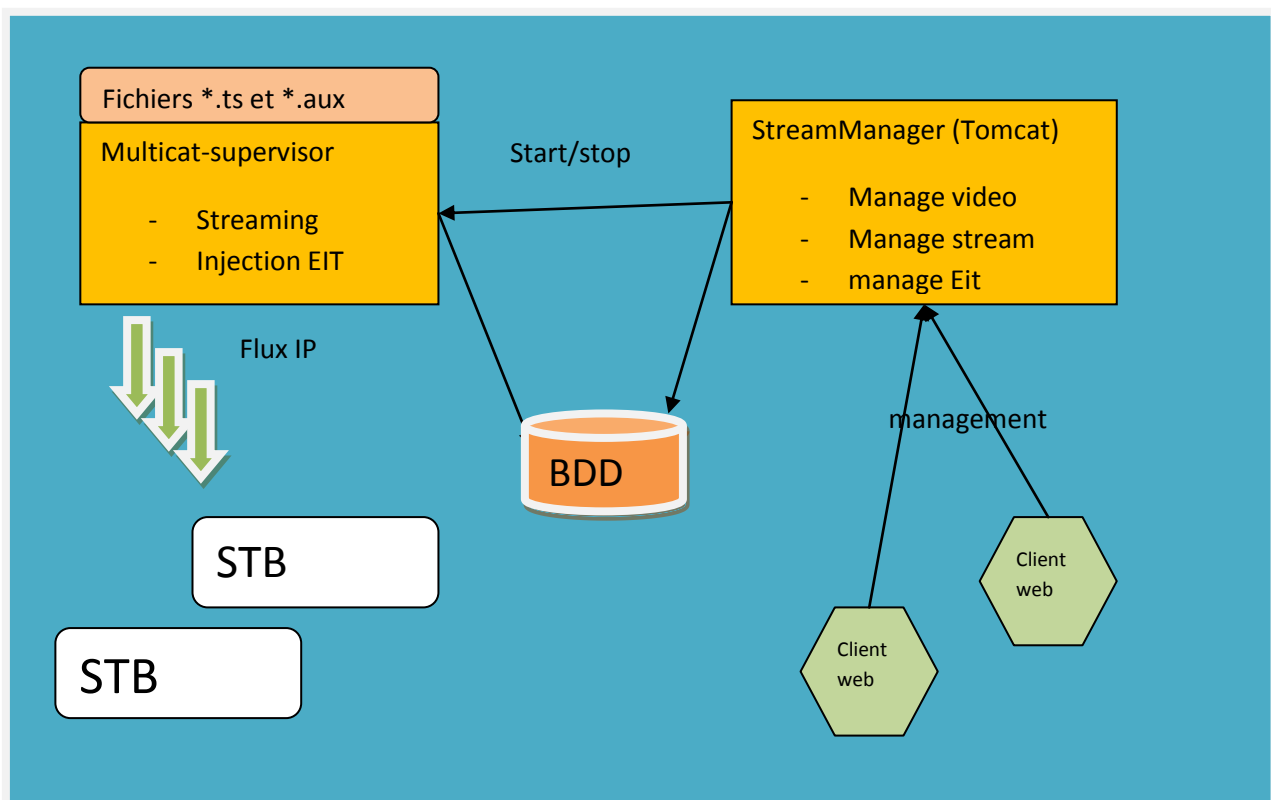 Fichiers *.ts et *.aux
Multicat-supervisor
- Streaming
- Injection EIT
Start/stop
StreamManager (Tomcat)
- Manage video
- Manage stream
- manage Eit
Flux IP
management
BDD
STB
STB
Client
web
Client
web